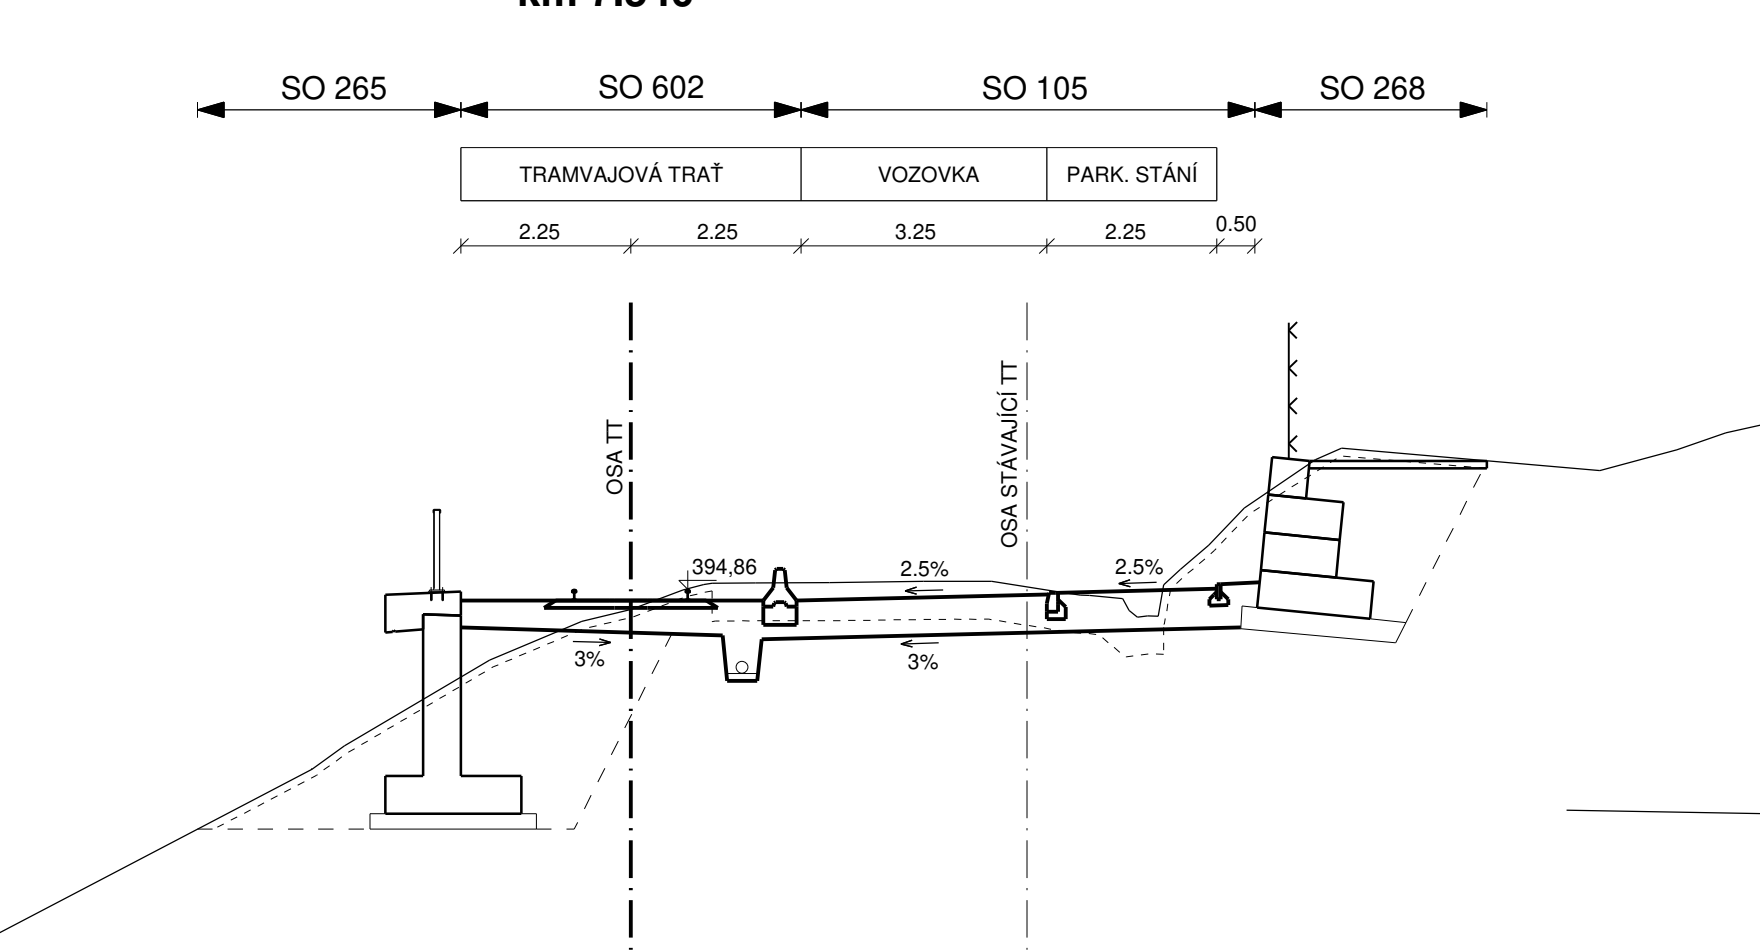 SO 265
SO 602
SO 105
SO 268
TRAMVAJOVÁ TRAŤ
VOZOVKA
PARK. STÁNÍ
2.25
2.25
3.25
2.25
0.50
OSA TT
OSA STÁVAJÍCÍ TT
394,86
2.5%
2.5%
3%
3%